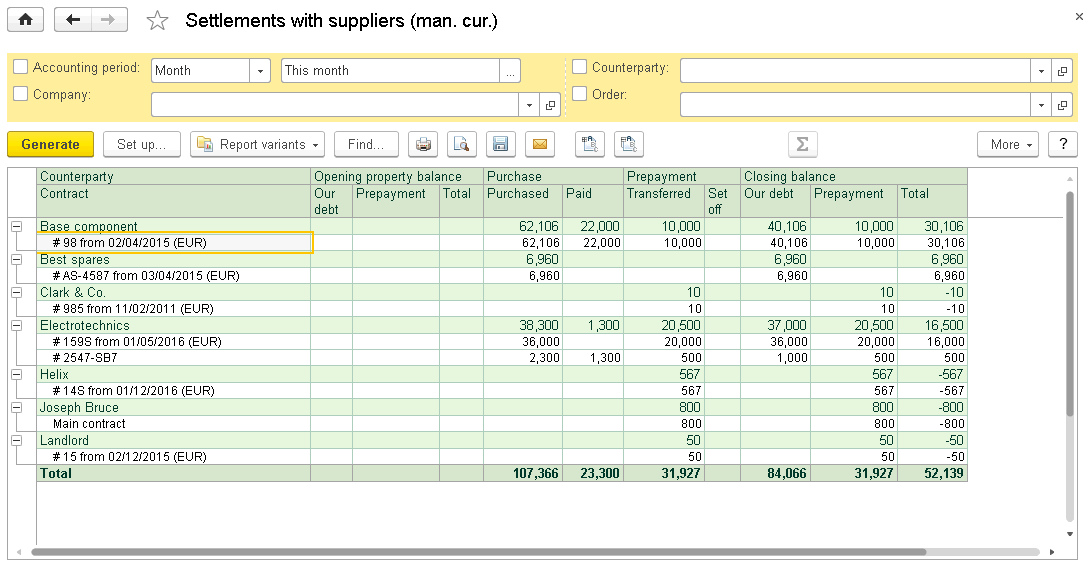 Settlements with suppliers (man. cur.)
Accounting period: Month This month ... Counterparty:
Company: Order:
Generate Set up... Report variants Find... Σ More ?
Counterparty Opening property balance Purchase Prepayment Closing balance
Contract Our debt Prepayment Total Purchased Paid Transferred Set off Our debt Prepayment Total
Base component 62,106 22,000 10,000 40,106 10,000 30,106
# 98 from 02/04/2015 (EUR) 62,106 22,000 10,000 40,106 10,000 30,106
Best spares 6,960 6,960 6,960
# AS-4587 from 03/04/2015 (EUR) 6,960 6,960 6,960
Clark & Co. 10 10 -10
# 985 from 11/02/2011 (EUR) 10 10 -10
Electrotechnics 38,300 1,300 20,500 37,000 20,500 16,500
# 159S from 01/05/2016 (EUR) 36,000 20,000 36,000 20,000 16,000
# 2547-SB7 2,300 1,300 500 1,000 500 500
Helix 567 567 -567
# 14S from 01/12/2016 (EUR) 567 567 -567
Joseph Bruce 800 800 -800
Main contract 800 800 -800
Landlord 50 50 -50
# 15 from 02/12/2015 (EUR) 50 50 -50
Total 107,366 23,300 31,927 84,066 31,927 52,139